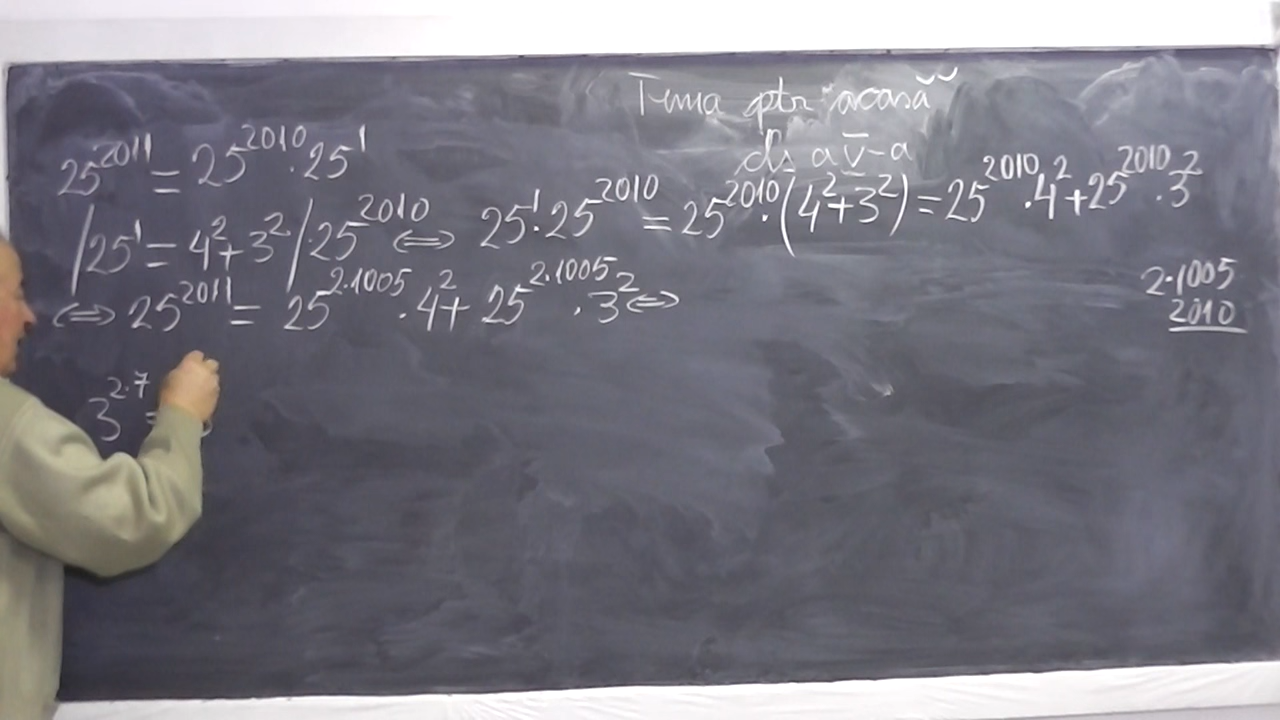 Tema ptr acasă
cls a V-a
25^2011 = 25^2010 · 25^1
/25^1 = 4^2 + 3^2 / · 25^2010 ⇔ 25^1 · 25^2010 = 25^2010 · (4^2 + 3^2) = 25^2010 · 4^2 + 25^2010 · 3^2
⇔ 25^2011 = 25^2·1005 · 4^2 + 25^2·1005 · 3^2 ⇔
2·1005
2010
3^2·7 =